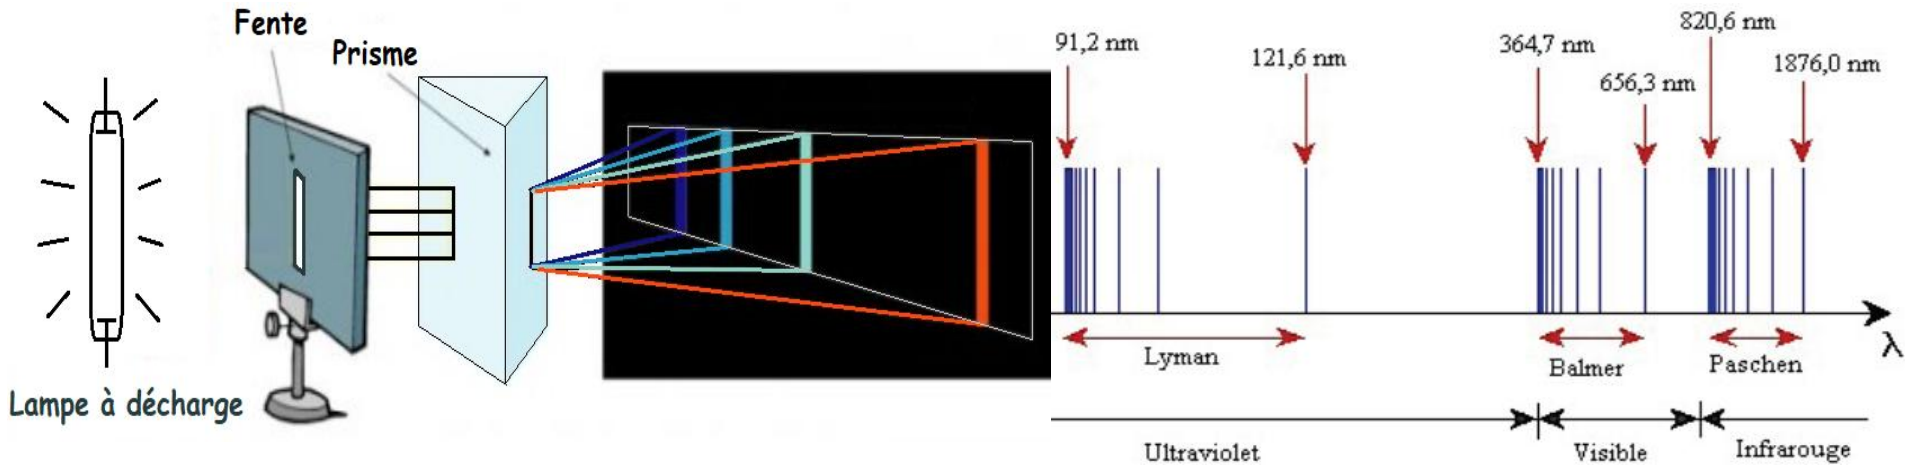 Fente
Prisme
Lampe à décharge
91,2 nm
121,6 nm
364,7 nm
656,3 nm
820,6 nm
1876,0 nm
λ
Lyman
Balmer
Paschen
Ultraviolet
Visible
Infrarouge